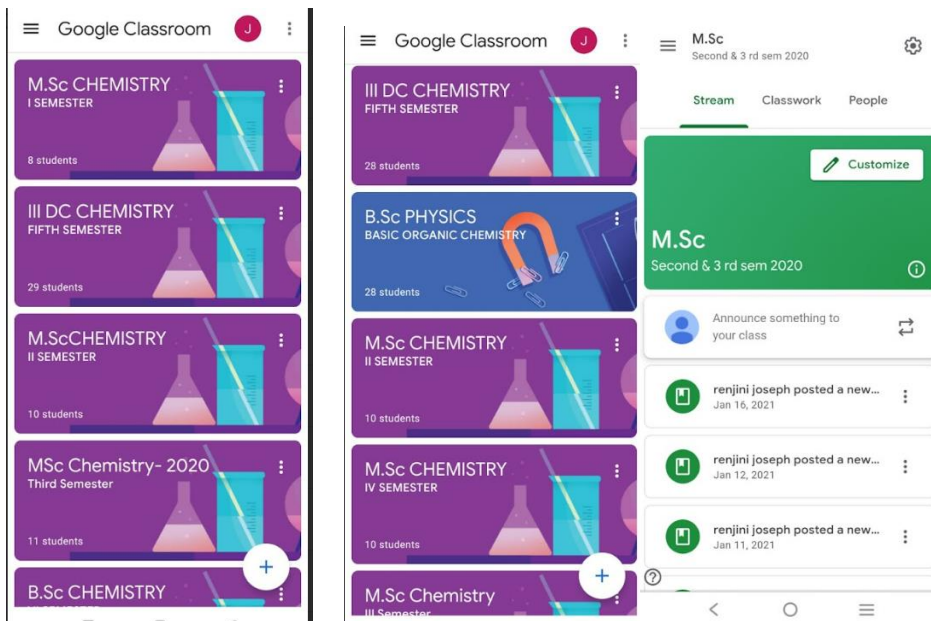 Google Classroom
J
M.Sc CHEMISTRY
I SEMESTER
8 students
III DC CHEMISTRY
FIFTH SEMESTER
29 students
M.ScCHEMISTRY
II SEMESTER
10 students
MSc Chemistry- 2020
Third Semester
11 students
B.Sc CHEMISTRY
Google Classroom
J
III DC CHEMISTRY
FIFTH SEMESTER
28 students
B.Sc PHYSICS
BASIC ORGANIC CHEMISTRY
28 students
M.Sc CHEMISTRY
II SEMESTER
10 students
M.Sc CHEMISTRY
IV SEMESTER
10 students
M.Sc Chemistry
III Semester
M.Sc
Second & 3 rd sem 2020
Stream Classwork People
Customize
M.Sc
Second & 3 rd sem 2020
Announce something to
your class
renjini joseph posted a new...
Jan 16, 2021
renjini joseph posted a new...
Jan 12, 2021
renjini joseph posted a new...
Jan 11, 2021